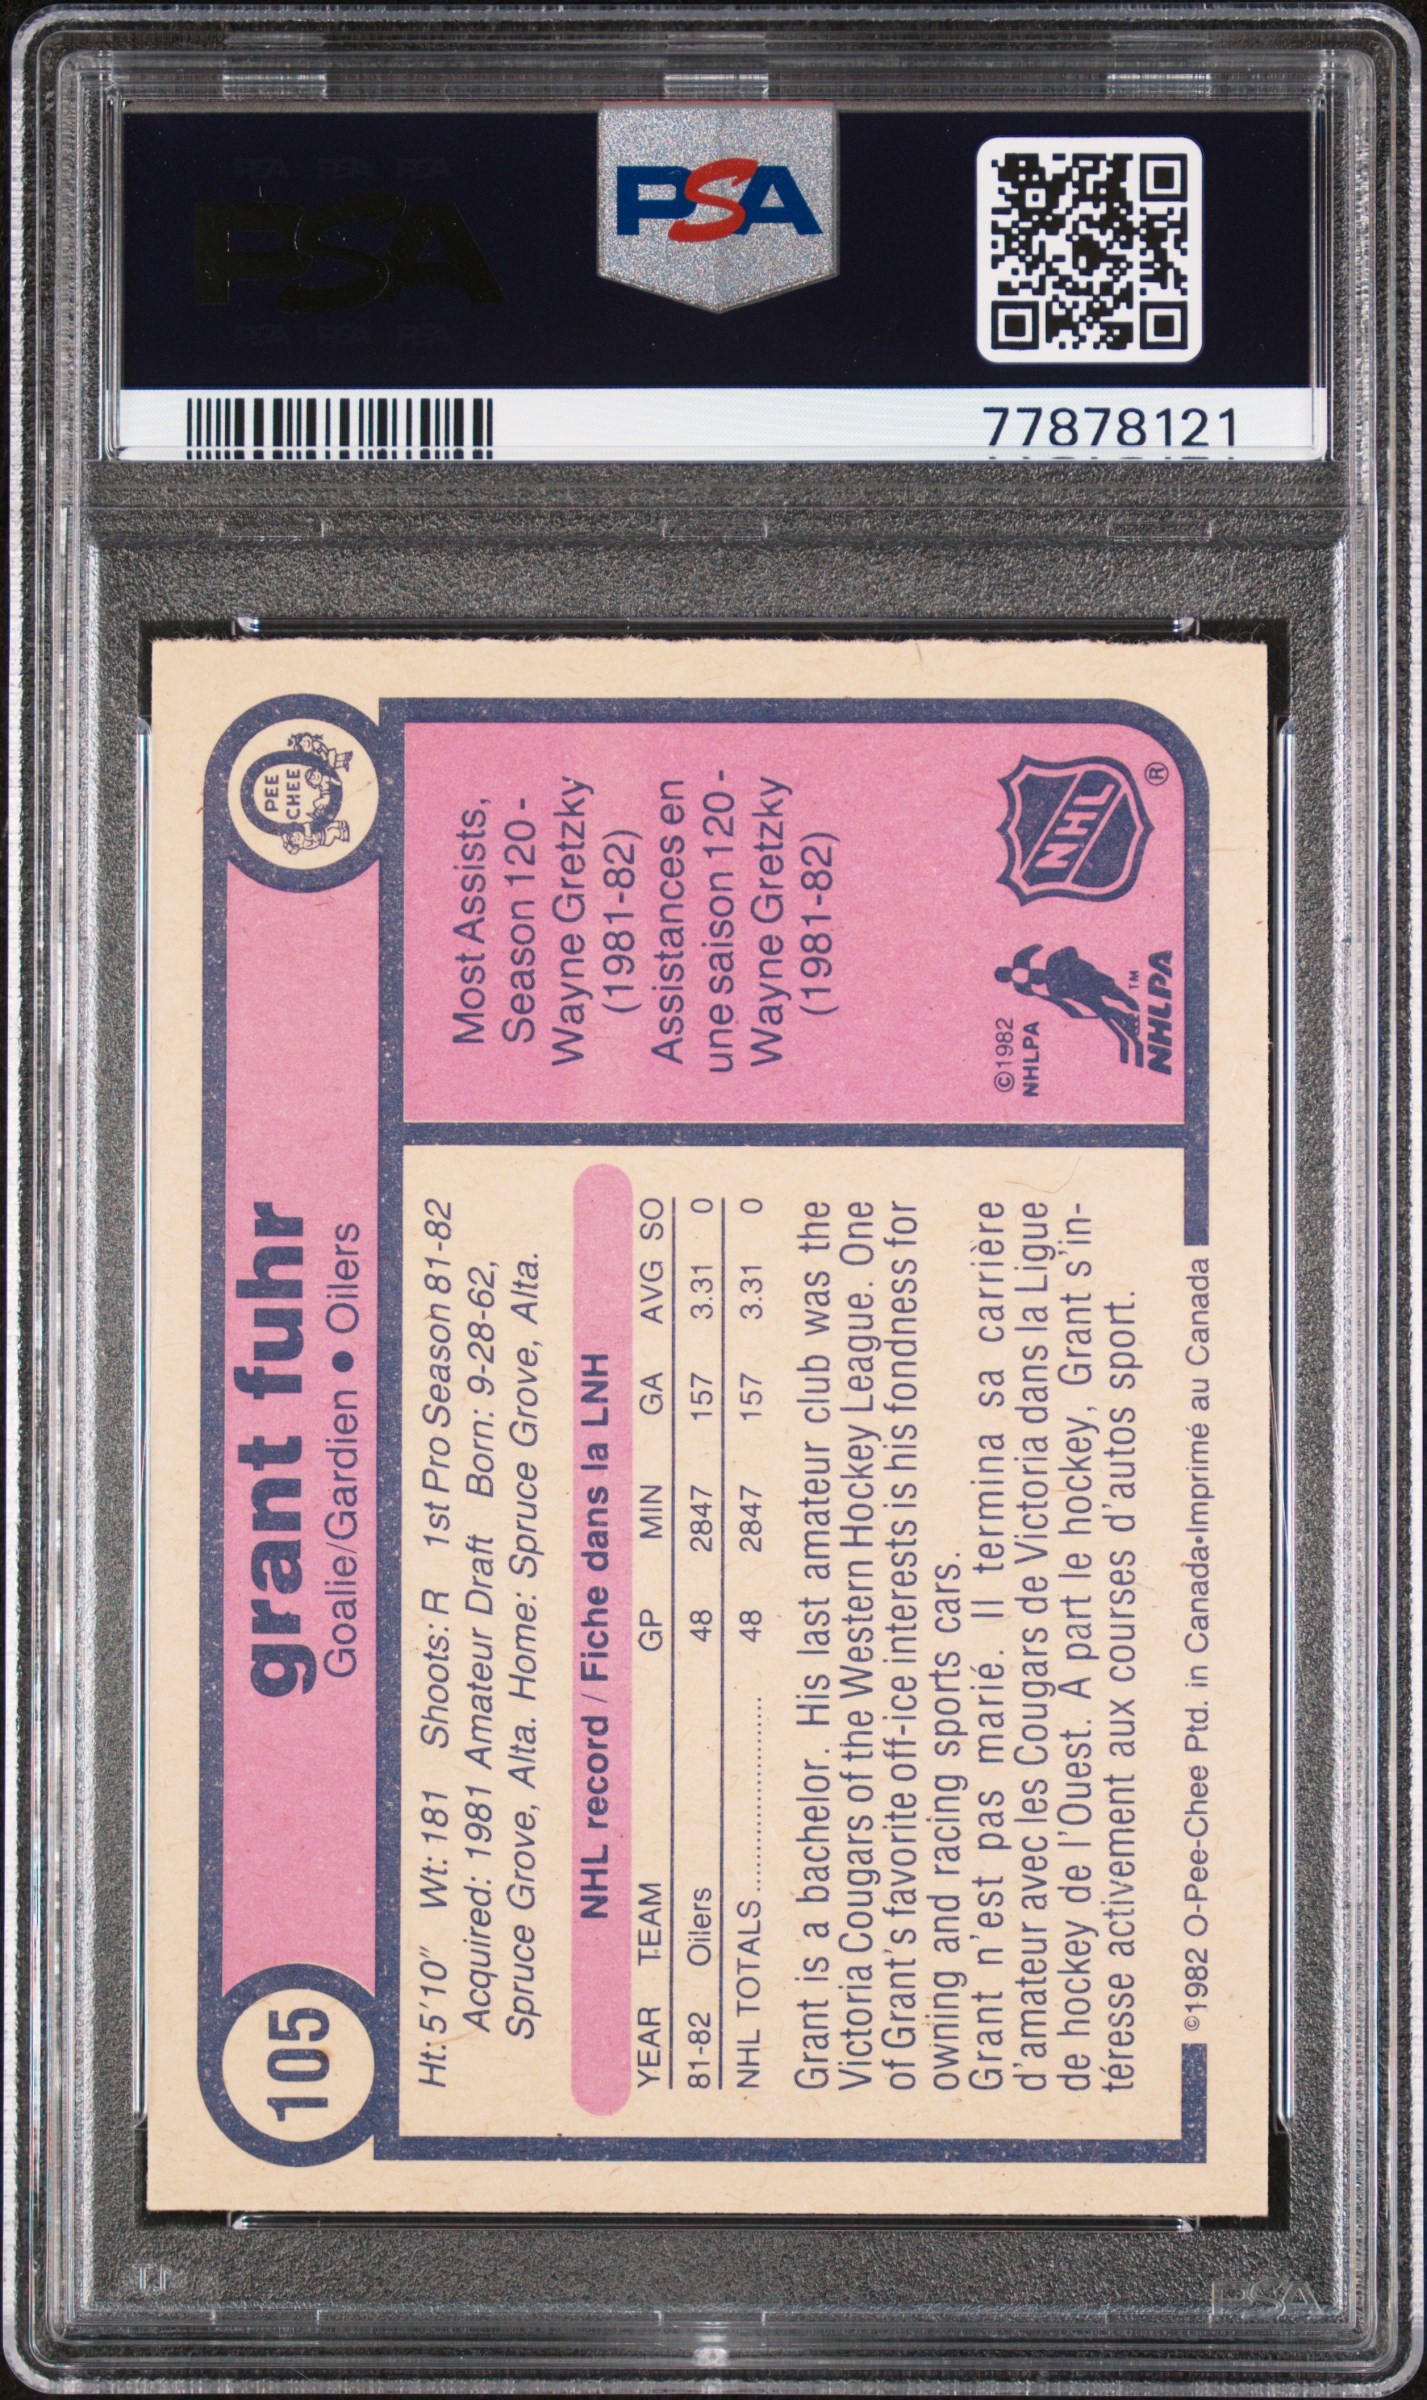 PSA
77878121
105
grant fuhr
Goalie/Gardien • Oilers
PEE
CHEE
Ht: 5'10" Wt: 181 Shoots: R 1st Pro Season 81-82
Acquired: 1981 Amateur Draft Born: 9-28-62,
Spruce Grove, Alta. Home: Spruce Grove, Alta.
NHL record / Fiche dans la LNH
YEAR TEAM GP MIN GA AVG SO
81-82 Oilers 48 2847 157 3.31 0
NHL TOTALS .................... 48 2847 157 3.31 0
Grant is a bachelor. His last amateur club was the
Victoria Cougars of the Western Hockey League. One
of Grant's favorite off-ice interests is his fondness for
owning and racing sports cars.
Grant n'est pas marié. Il termina sa carrière
d'amateur avec les Cougars de Victoria dans la Ligue
de hockey de l'Ouest. A part le hockey, Grant s'in-
téresse activement aux courses d'autos sport.
©1982 O-Pee-Chee Ptd. in Canada•Imprimé au Canada
Most Assists,
Season 120 -
Wayne Gretzky
(1981-82)
Assistances en
une saison 120 -
Wayne Gretzky
(1981-82)
©1982
NHLPA
TM
NHLPA
NHL
®
PSA